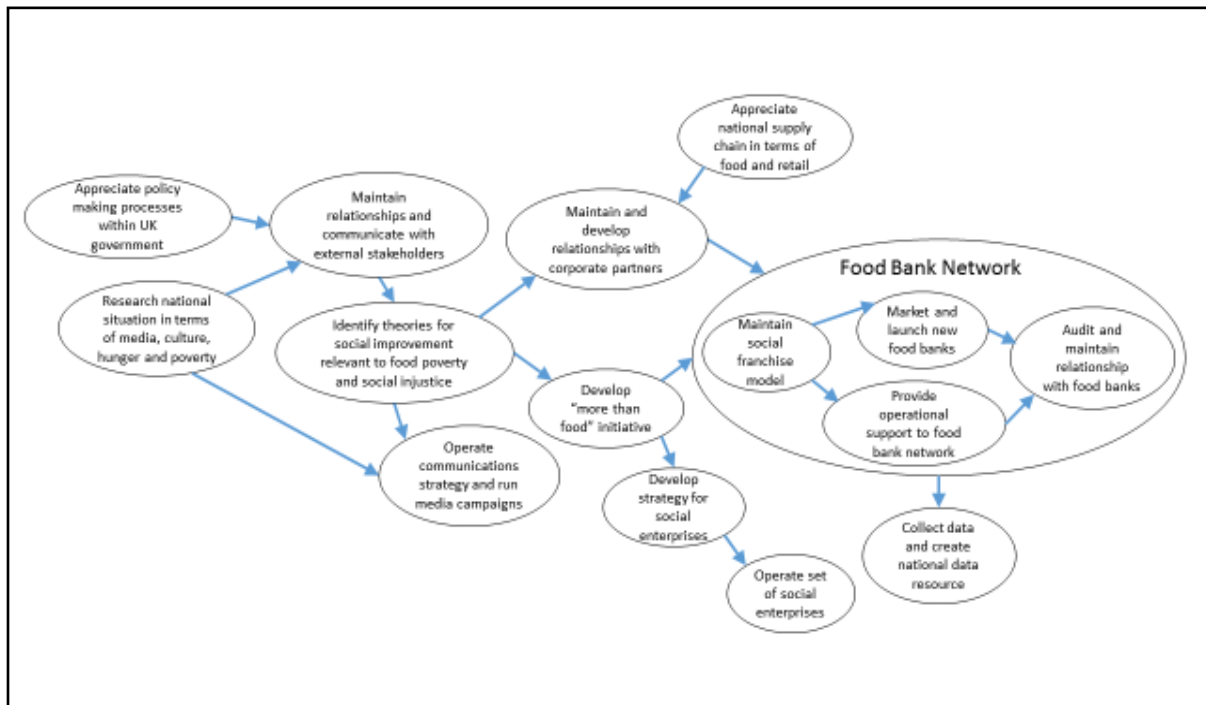 Appreciate
national supply
chain in terms of
food and retail
Appreciate policy
making processes
within UK
government
Maintain
relationships and
communicate with
external stakeholders
Maintain and
develop
relationships with
corporate partners
Food Bank Network
Research national
situation in terms
of media, culture,
hunger and poverty
Identify theories for
social improvement
relevant to food poverty
and social injustice
Maintain
social
franchise
model
Market and
launch new
food banks
Audit and
maintain
relationship
with food banks
Develop
"more than
food" initiative
Provide
operational
support to food
bank network
Operate
communications
strategy and run
media campaigns
Develop
strategy for
social
enterprises
Collect data
and create
national data
resource
Operate set
of social
enterprises